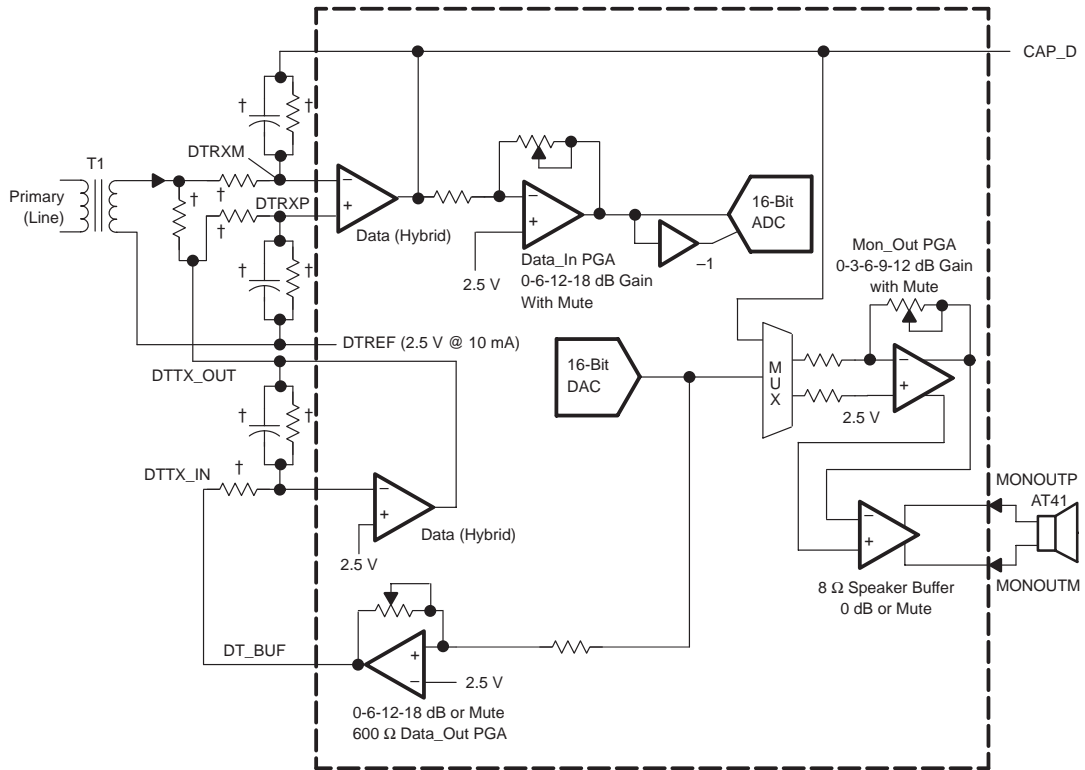 CAP_D
†
†
T1
DTRXM
Primary
(Line)
†
†
DTRXP
†
–
+
Data (Hybrid)
–
+
2.5 V
Data_In PGA
0-6-12-18 dB Gain
With Mute
16-Bit
ADC
–1
Mon_Out PGA
0-3-6-9-12 dB Gain
with Mute
†
†
DTREF (2.5 V @ 10 mA)
DTTX_OUT
16-Bit
DAC
MUX
–
+
2.5 V
†
†
DTTX_IN
†
–
+
2.5 V
Data (Hybrid)
MONOUTP
AT41
–
+
MONOUTM
8 Ω Speaker Buffer
0 dB or Mute
DT_BUF
+
–
2.5 V
0-6-12-18 dB or Mute
600 Ω Data_Out PGA